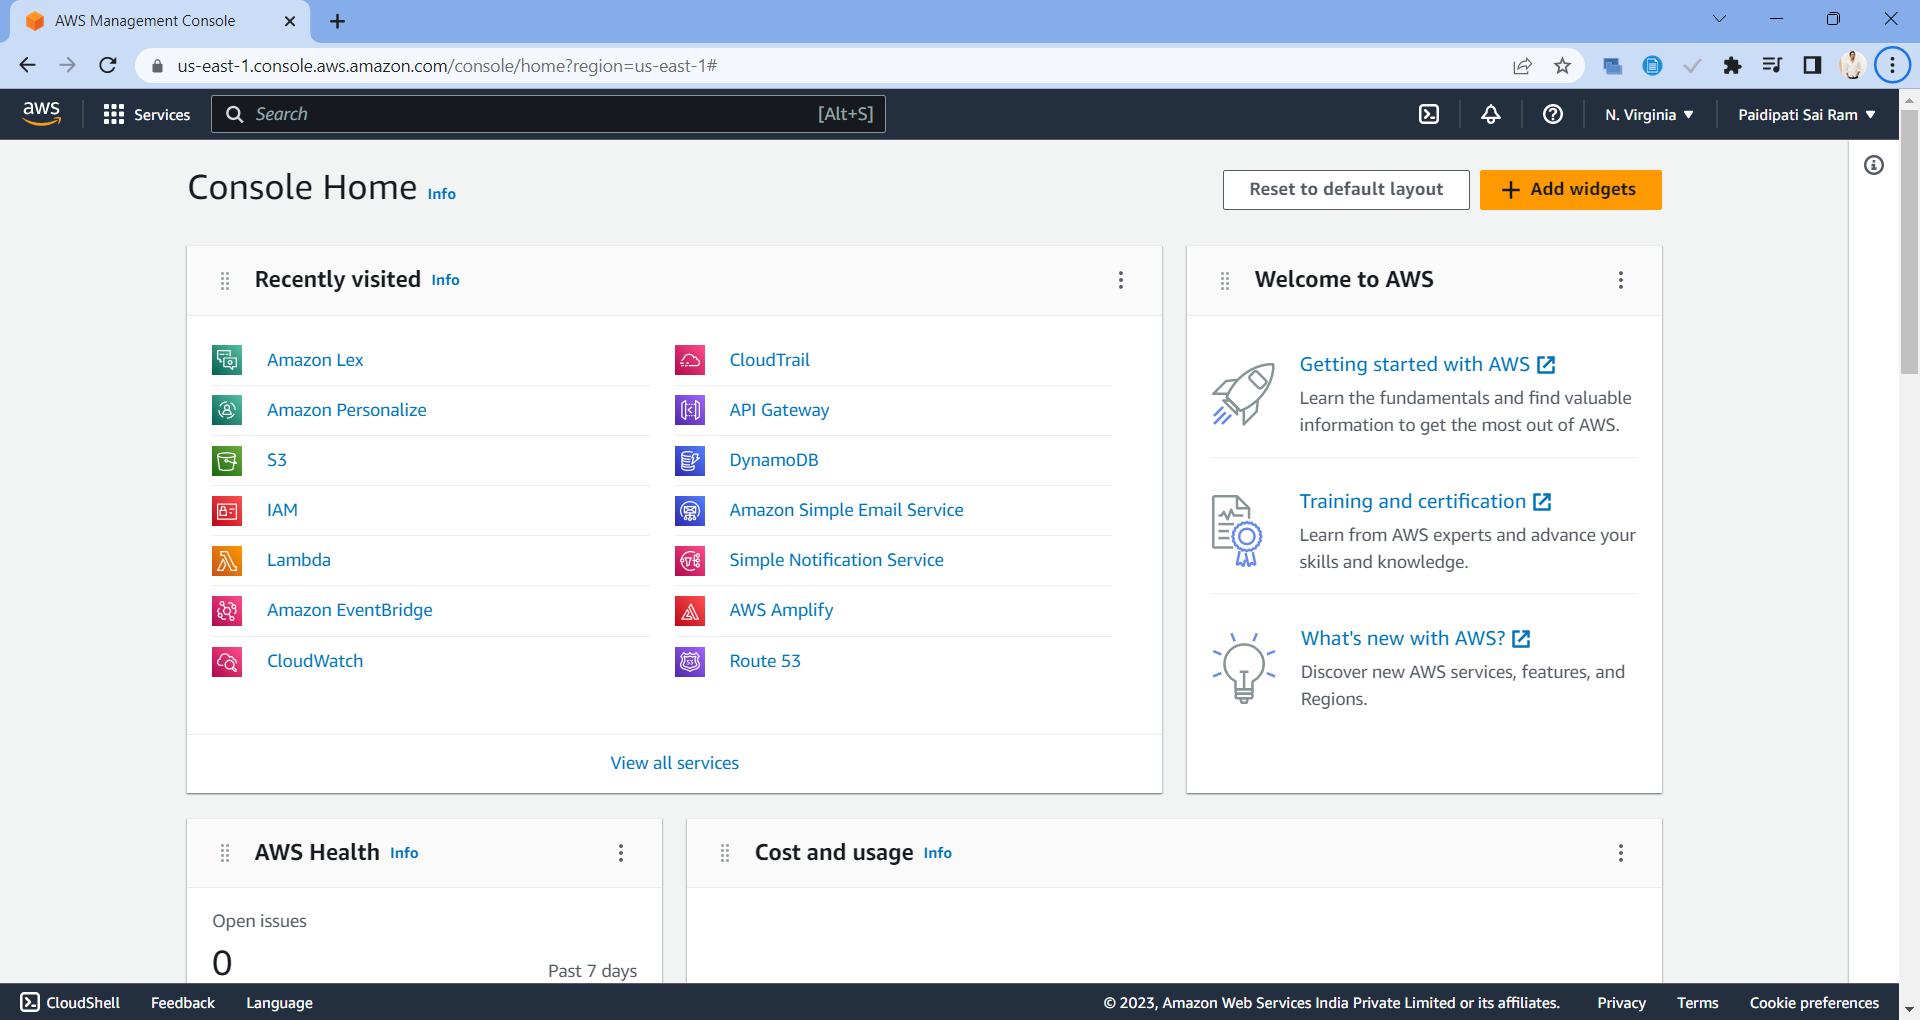 AWS Management Console
us-east-1.console.aws.amazon.com/console/home?region=us-east-1#
aws
Services
Search
[Alt+S]
N. Virginia
Paidipati Sai Ram
Console Home Info
Reset to default layout
Add widgets
Recently visited Info
Amazon Lex
Amazon Personalize
S3
IAM
Lambda
Amazon EventBridge
CloudWatch
CloudTrail
API Gateway
DynamoDB
Amazon Simple Email Service
Simple Notification Service
AWS Amplify
Route 53
View all services
Welcome to AWS
Getting started with AWS
Learn the fundamentals and find valuable
information to get the most out of AWS.
Training and certification
Learn from AWS experts and advance your
skills and knowledge.
What's new with AWS?
Discover new AWS services, features, and
Regions.
AWS Health Info
Open issues
0
Past 7 days
Cost and usage Info
CloudShell
Feedback
Language
© 2023, Amazon Web Services India Private Limited or its affiliates.
Privacy
Terms
Cookie preferences